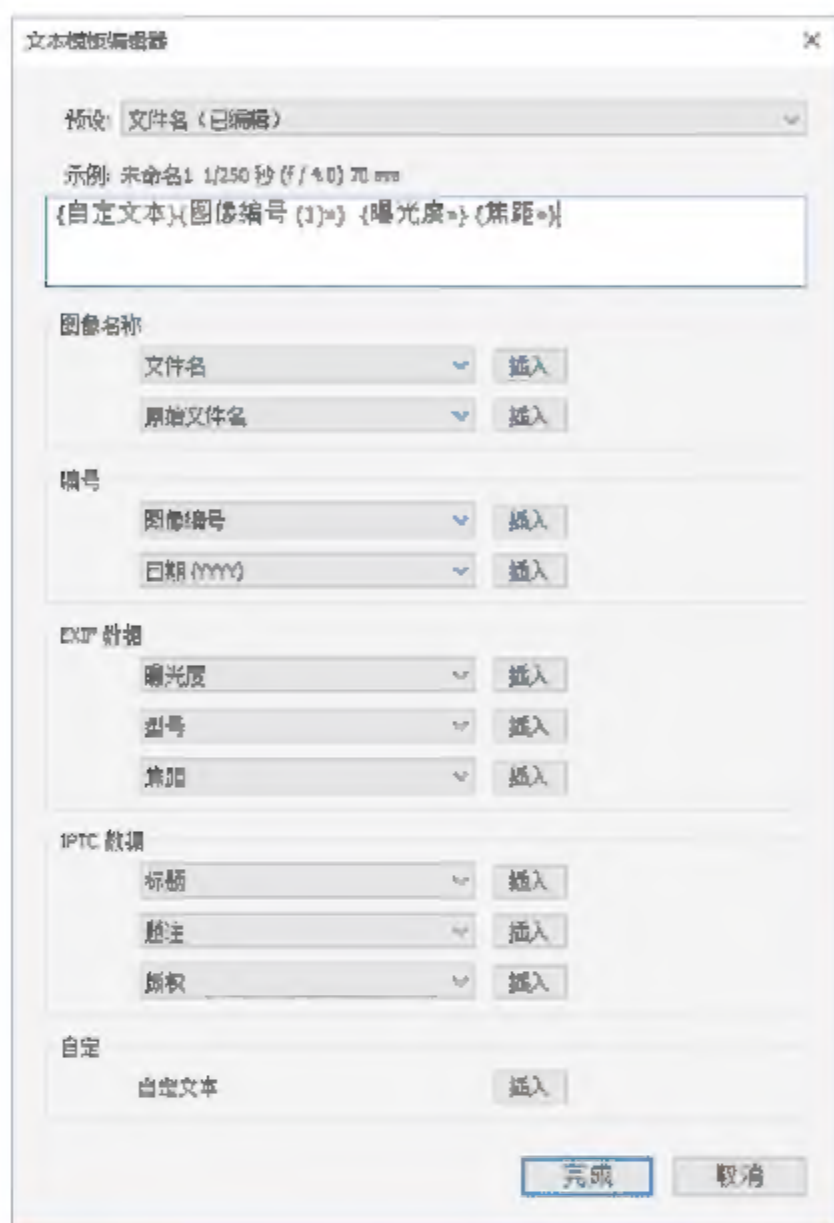 文本模板编辑器
预设: 文件名（已编辑）
示例: 未命名1 1/250 秒 (f / 4.0) 70 mm
{自定文本}{图像编号 (1)»} {曝光度»} {焦距»}
图像名称
文件名 插入
原始文件名 插入
编号
图像编号 插入
日期 (YYYY) 插入
EXIF 数据
曝光度 插入
型号 插入
焦距 插入
IPTC 数据
标题 插入
题注 插入
版权 插入
自定
自定文本 插入
完成 取消